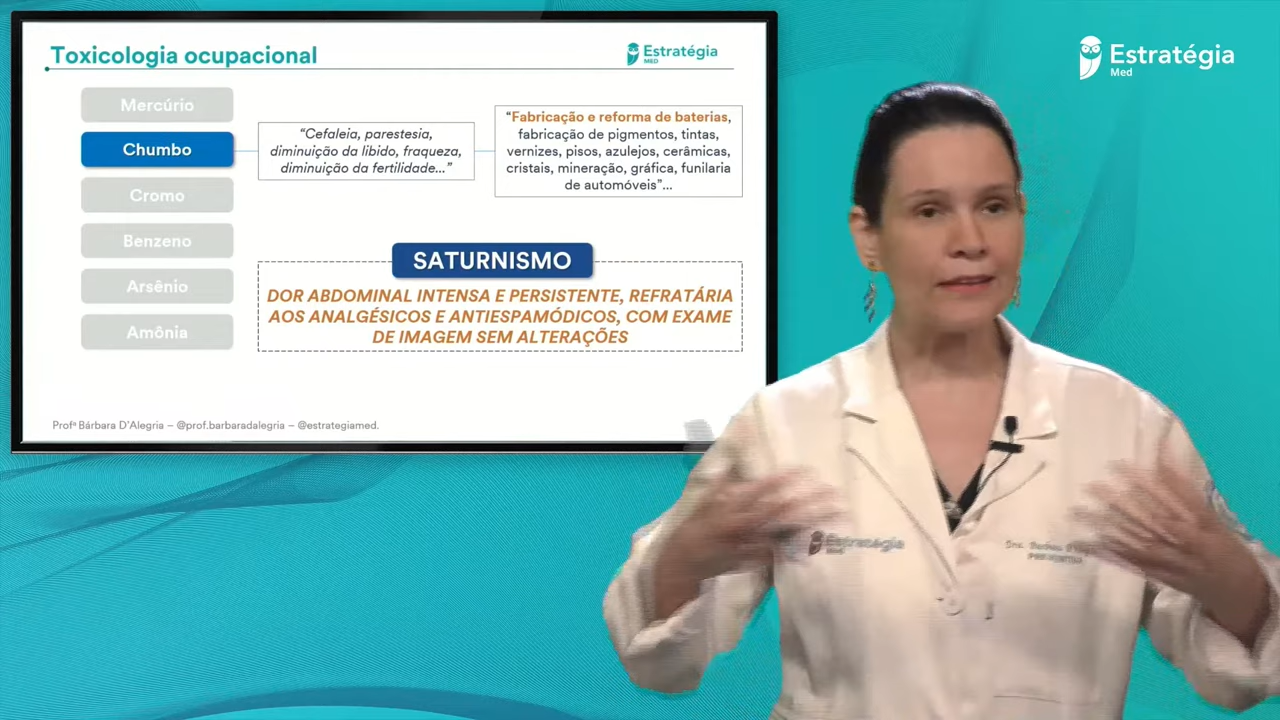 Toxicologia ocupacional
Estratégia
MED
Mercúrio
Chumbo
Cromo
Benzeno
Arsênio
Amônia
“Cefaleia, parestesia,
diminuição da libido, fraqueza,
diminuição da fertilidade...”
“Fabricação e reforma de baterias,
fabricação de pigmentos, tintas,
vernizes, pisos, azulejos, cerâmicas,
cristais, mineração, gráfica, funilaria
de automóveis”...
SATURNISMO
DOR ABDOMINAL INTENSA E PERSISTENTE, REFRATÁRIA
AOS ANALGÉSICOS E ANTIESPAMÓDICOS, COM EXAME
DE IMAGEM SEM ALTERAÇÕES
Profª Bárbara D'Alegria – @prof.barbaradalegria – @estrategiamed.
Estratégia
Med
Estratégia